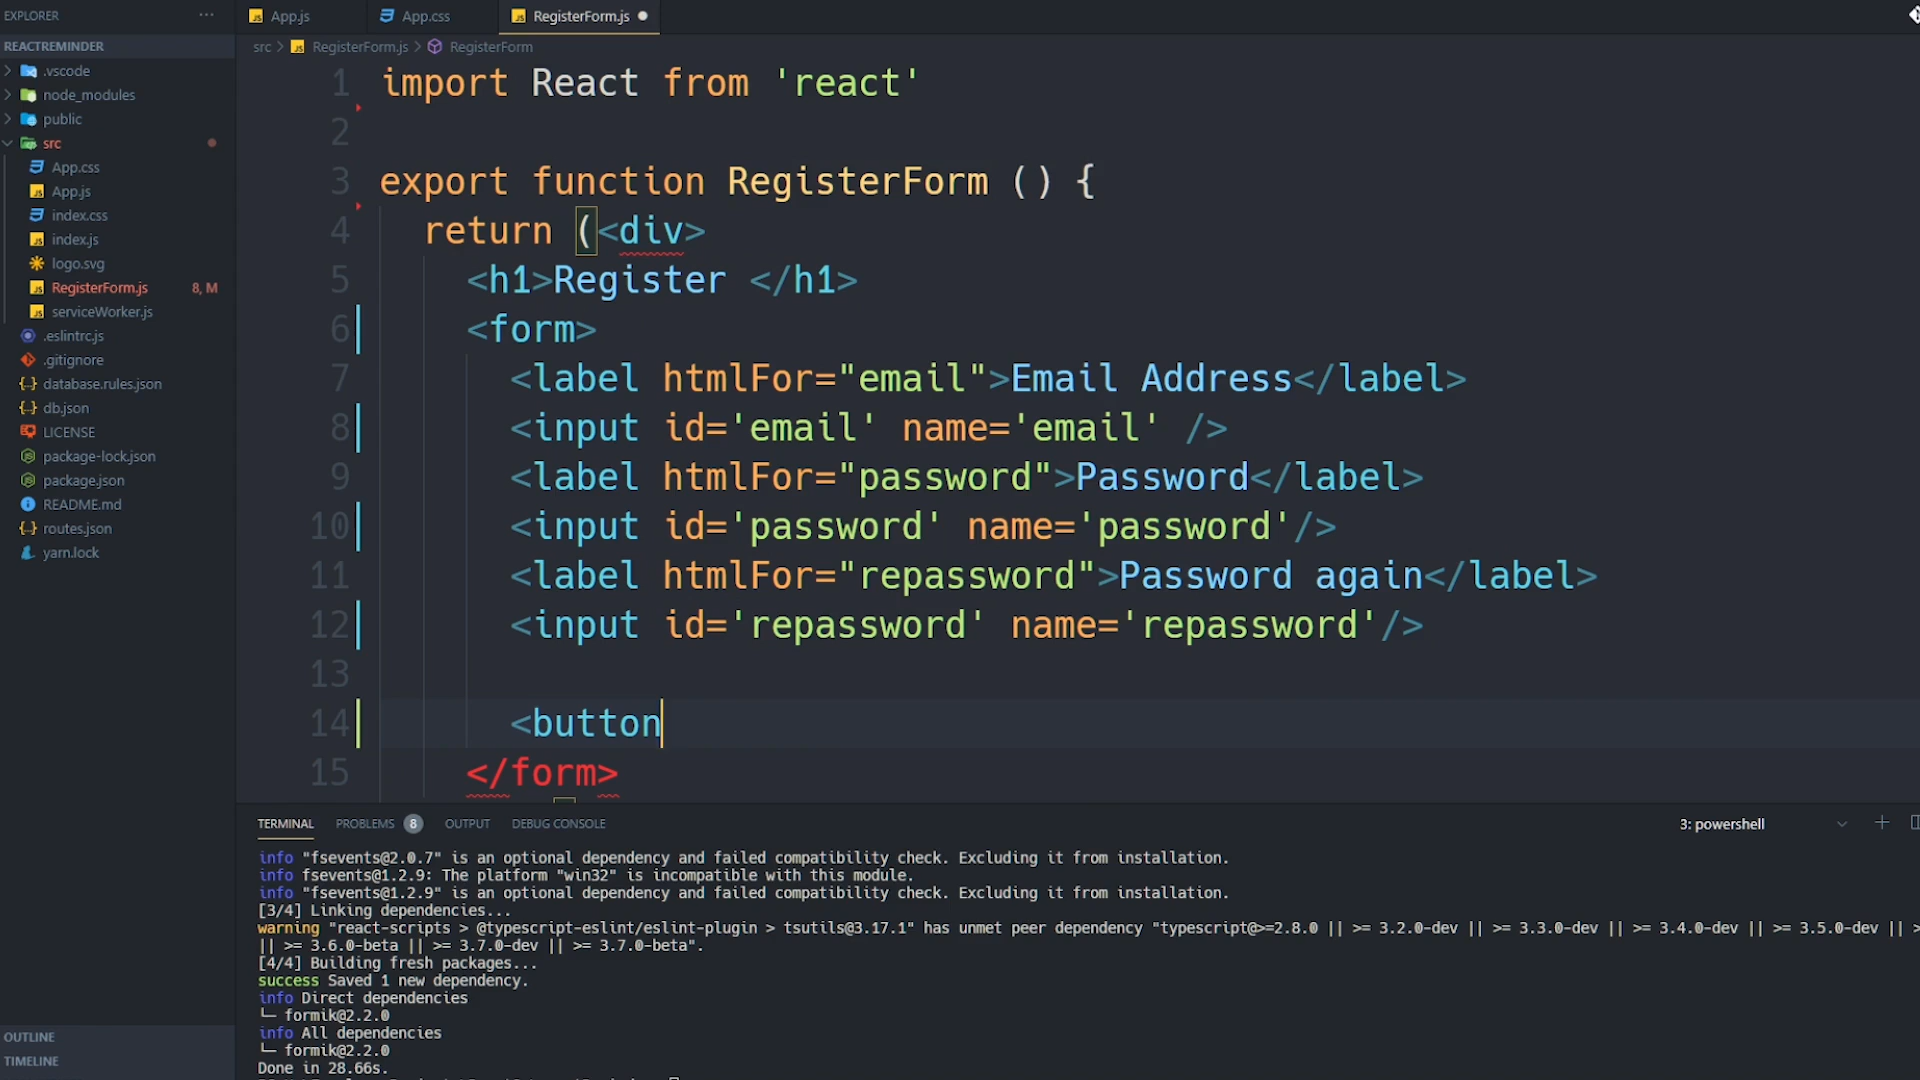 EXPLORER
···
App.js
App.css
RegisterForm.js
REACTREMINDER
src > RegisterForm.js > RegisterForm
.vscode
node_modules
public
src
App.css
App.js
index.css
index.js
logo.svg
RegisterForm.js 8, M
serviceWorker.js
.eslintrc.js
.gitignore
database.rules.json
db.json
LICENSE
package-lock.json
package.json
README.md
routes.json
yarn.lock
OUTLINE
TIMELINE
1 import React from 'react'
2
3 export function RegisterForm () {
4 return (<div>
5 <h1>Register </h1>
6 <form>
7 <label htmlFor="email">Email Address</label>
8 <input id='email' name='email' />
9 <label htmlFor="password">Password</label>
10 <input id='password' name='password'/>
11 <label htmlFor="repassword">Password again</label>
12 <input id='repassword' name='repassword'/>
13
14 <button
15 </form>
TERMINAL PROBLEMS 8 OUTPUT DEBUG CONSOLE 3: powershell
info "fsevents@2.0.7" is an optional dependency and failed compatibility check. Excluding it from installation.
info fsevents@1.2.9: The platform "win32" is incompatible with this module.
info "fsevents@1.2.9" is an optional dependency and failed compatibility check. Excluding it from installation.
[3/4] Linking dependencies...
warning "react-scripts > @typescript-eslint/eslint-plugin > tsutils@3.17.1" has unmet peer dependency "typescript@>=2.8.0 || >= 3.2.0-dev || >= 3.3.0-dev || >= 3.4.0-dev || >= 3.5.0-dev || >
|| >= 3.6.0-beta || >= 3.7.0-dev || >= 3.7.0-beta".
[4/4] Building fresh packages...
success Saved 1 new dependency.
info Direct dependencies
└─ formik@2.2.0
info All dependencies
└─ formik@2.2.0
Done in 28.66s.